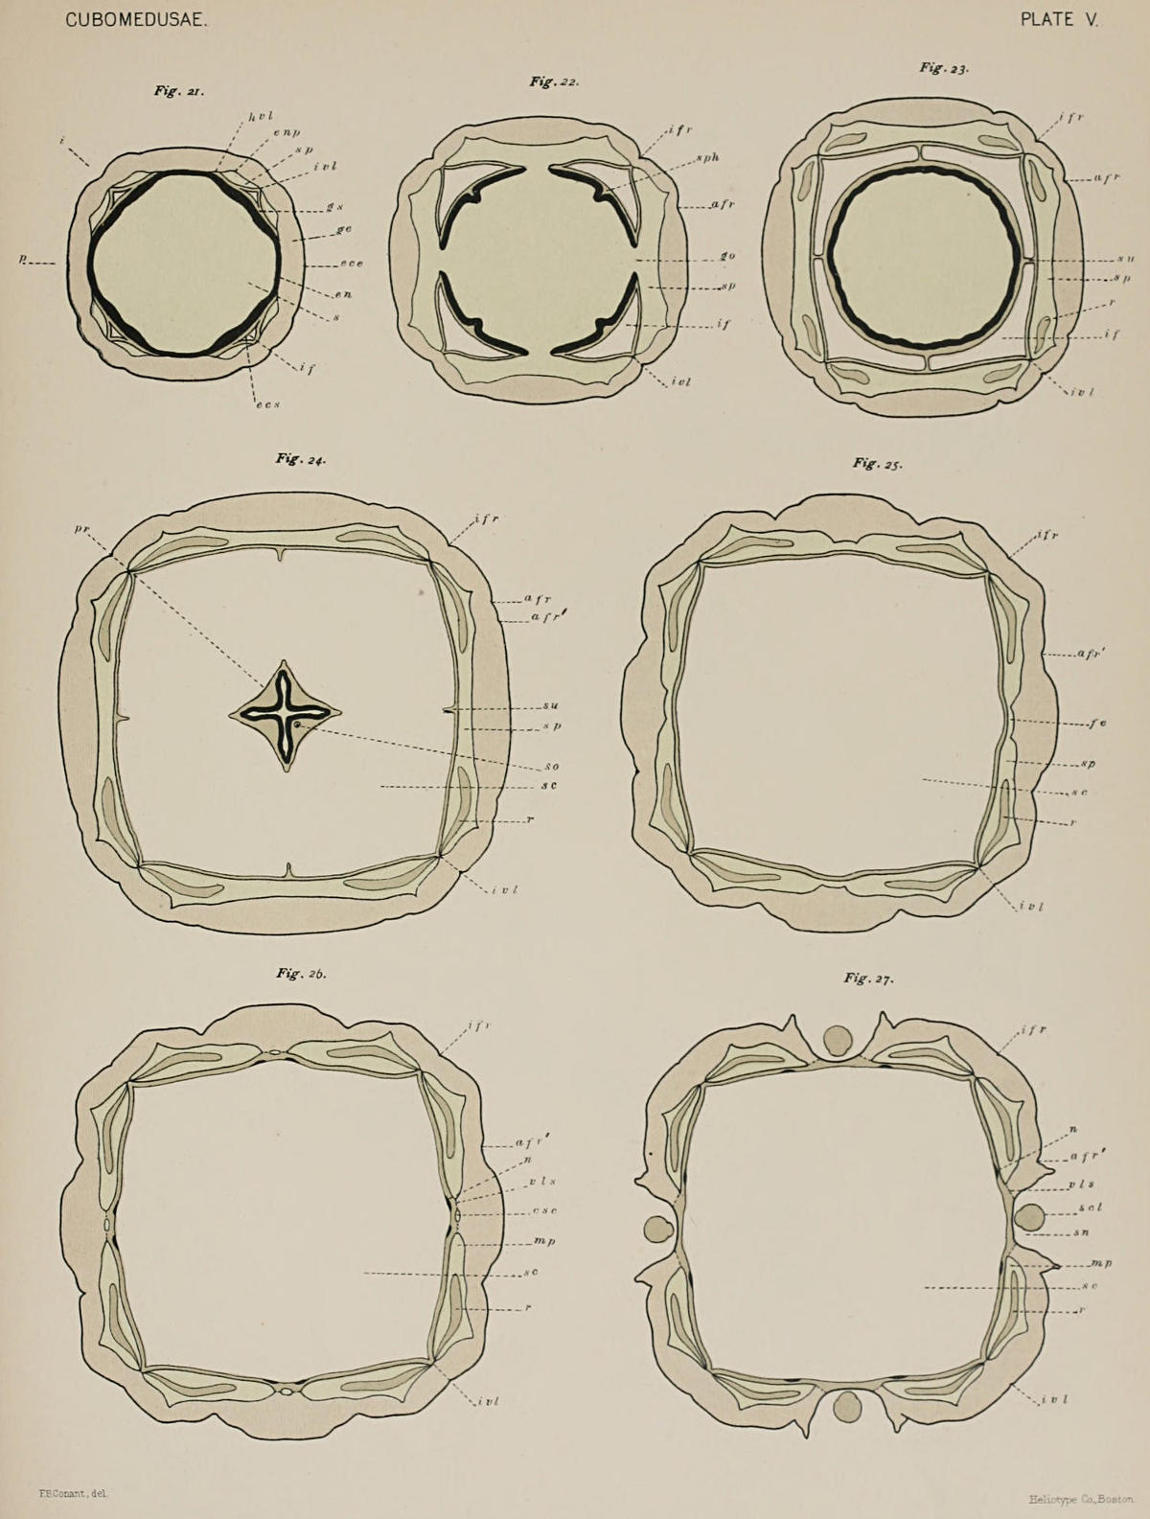 CUBOMEDUSAE.
PLATE V.
Fig. 21.
Fig. 22.
Fig. 23.
hvl
enp
sp
ivl
gs
ge
ece
en
s
if
ecs
i
p
ifr
sph
afr
go
sp
if
ivl
ifr
afr
su
sp
r
if
ivl
Fig. 24.
Fig. 25.
pr
ifr
afr
afr'
su
sp
so
sc
r
ivl
ifr
afr'
fe
sp
sc
r
ivl
Fig. 26.
Fig. 27.
ifr
afr'
n
vls
csc
mp
sc
r
ivl
ifr
n
afr'
vls
scl
sn
mp
sc
r
ivl
F.B.Conant, del.
Heliotype Co., Boston.